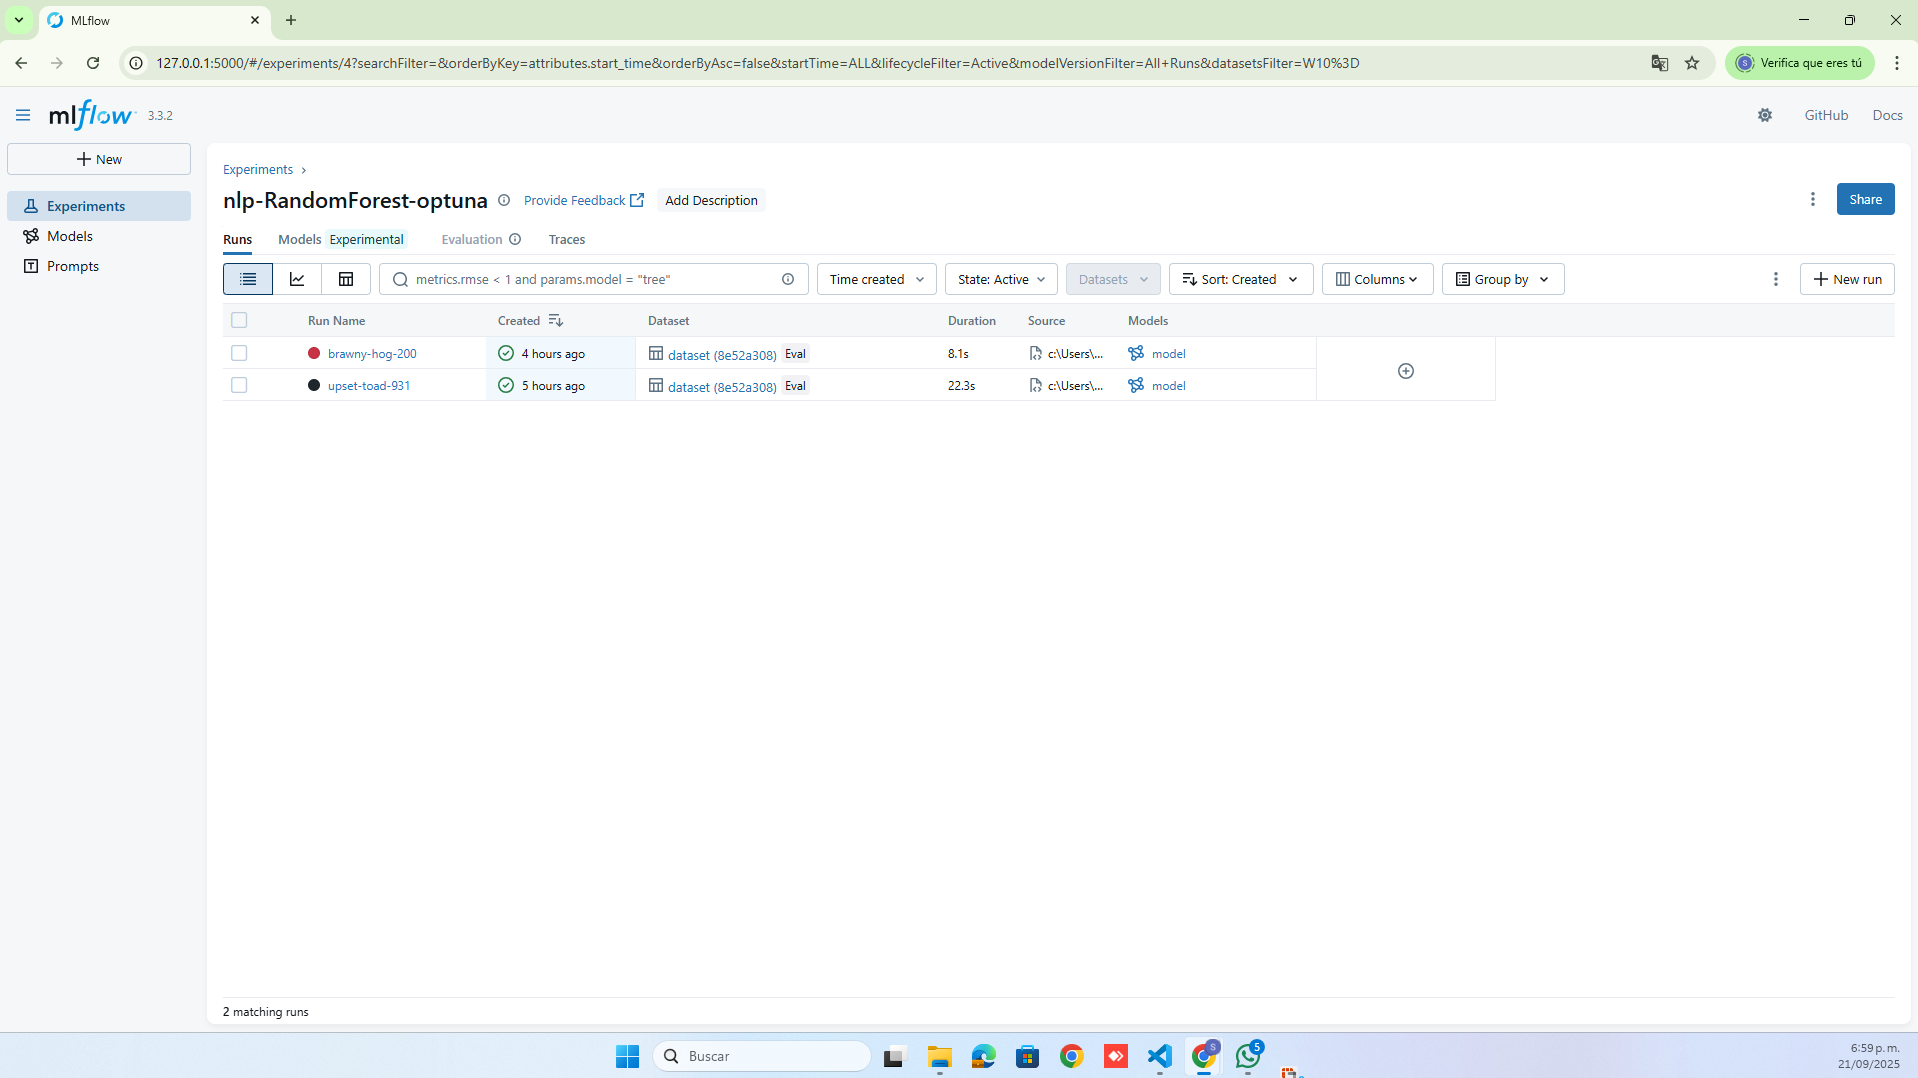 MLflow
127.0.0.1:5000/#/experiments/4?searchFilter=&orderByKey=attributes.start_time&orderByAsc=false&startTime=ALL&lifecycleFilter=Active&modelVersionFilter=All+Runs&datasetsFilter=W10%3D
Verifica que eres tú
mlflow 3.3.2
GitHub
Docs
New
Experiments
Models
Prompts
Experiments
nlp-RandomForest-optuna Provide Feedback Add Description
Share
Runs Models Experimental Evaluation Traces
metrics.rmse < 1 and params.model = "tree" Time created State: Active Datasets Sort: Created Columns Group by New run
Run Name Created Dataset Duration Source Models
brawny-hog-200 4 hours ago dataset (8e52a308) Eval 8.1s c:\Users\... model
upset-toad-931 5 hours ago dataset (8e52a308) Eval 22.3s c:\Users\... model
2 matching runs
Buscar
5
6:59 p. m.
21/09/2025